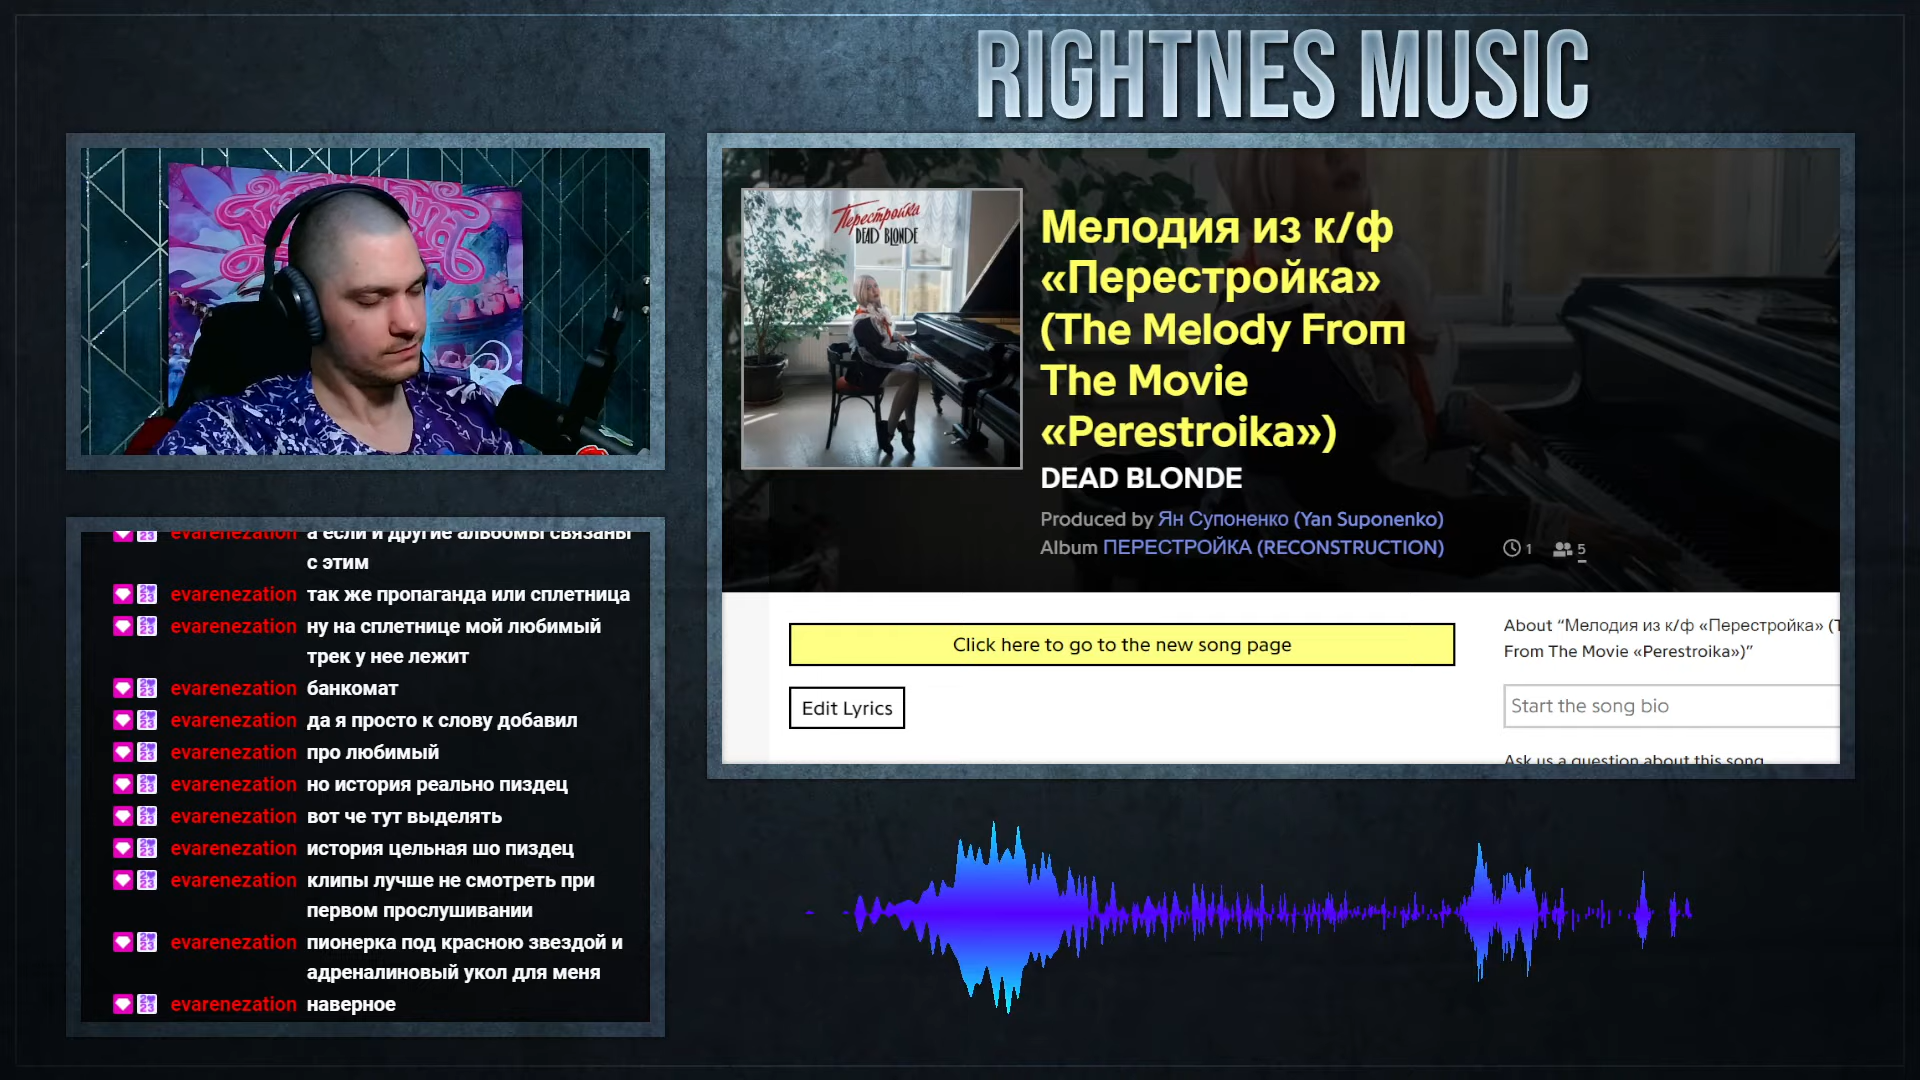 RIGHTNES MUSIC
Перестройка
DEAD BLONDE
Мелодия из к/ф
«Перестройка»
(The Melody From
The Movie
«Perestroika»)
DEAD BLONDE
Produced by Ян Супоненко (Yan Suponenko)
Album ПЕРЕСТРОЙКА (RECONSTRUCTION)
1 5
Click here to go to the new song page
Edit Lyrics
About “Мелодия из к/ф «Перестройка» (T
From The Movie «Perestroika»)”
Start the song bio
Ask us a question about this song
evarenezation а если и другие альбомы связаны
с этим
evarenezation так же пропаганда или сплетница
evarenezation ну на сплетнице мой любимый
трек у нее лежит
evarenezation банкомат
evarenezation да я просто к слову добавил
evarenezation про любимый
evarenezation но история реально пиздец
evarenezation вот че тут выделять
evarenezation история цельная шо пиздец
evarenezation клипы лучше не смотреть при
первом прослушивании
evarenezation пионерка под красною звездой и
адреналиновый укол для меня
evarenezation наверное